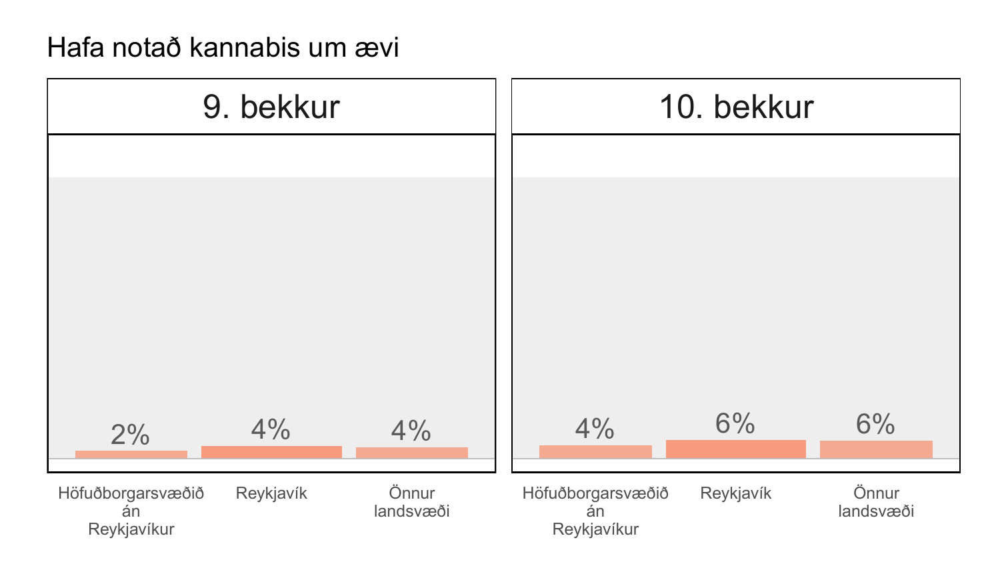 Hafa notað kannabis um ævi
9. bekkur
2%
4%
4%
Höfuðborgarsvæðið
án
Reykjavíkur
Reykjavík
Önnur
landsvæði
10. bekkur
4%
6%
6%
Höfuðborgarsvæðið
án
Reykjavíkur
Reykjavík
Önnur
landsvæði